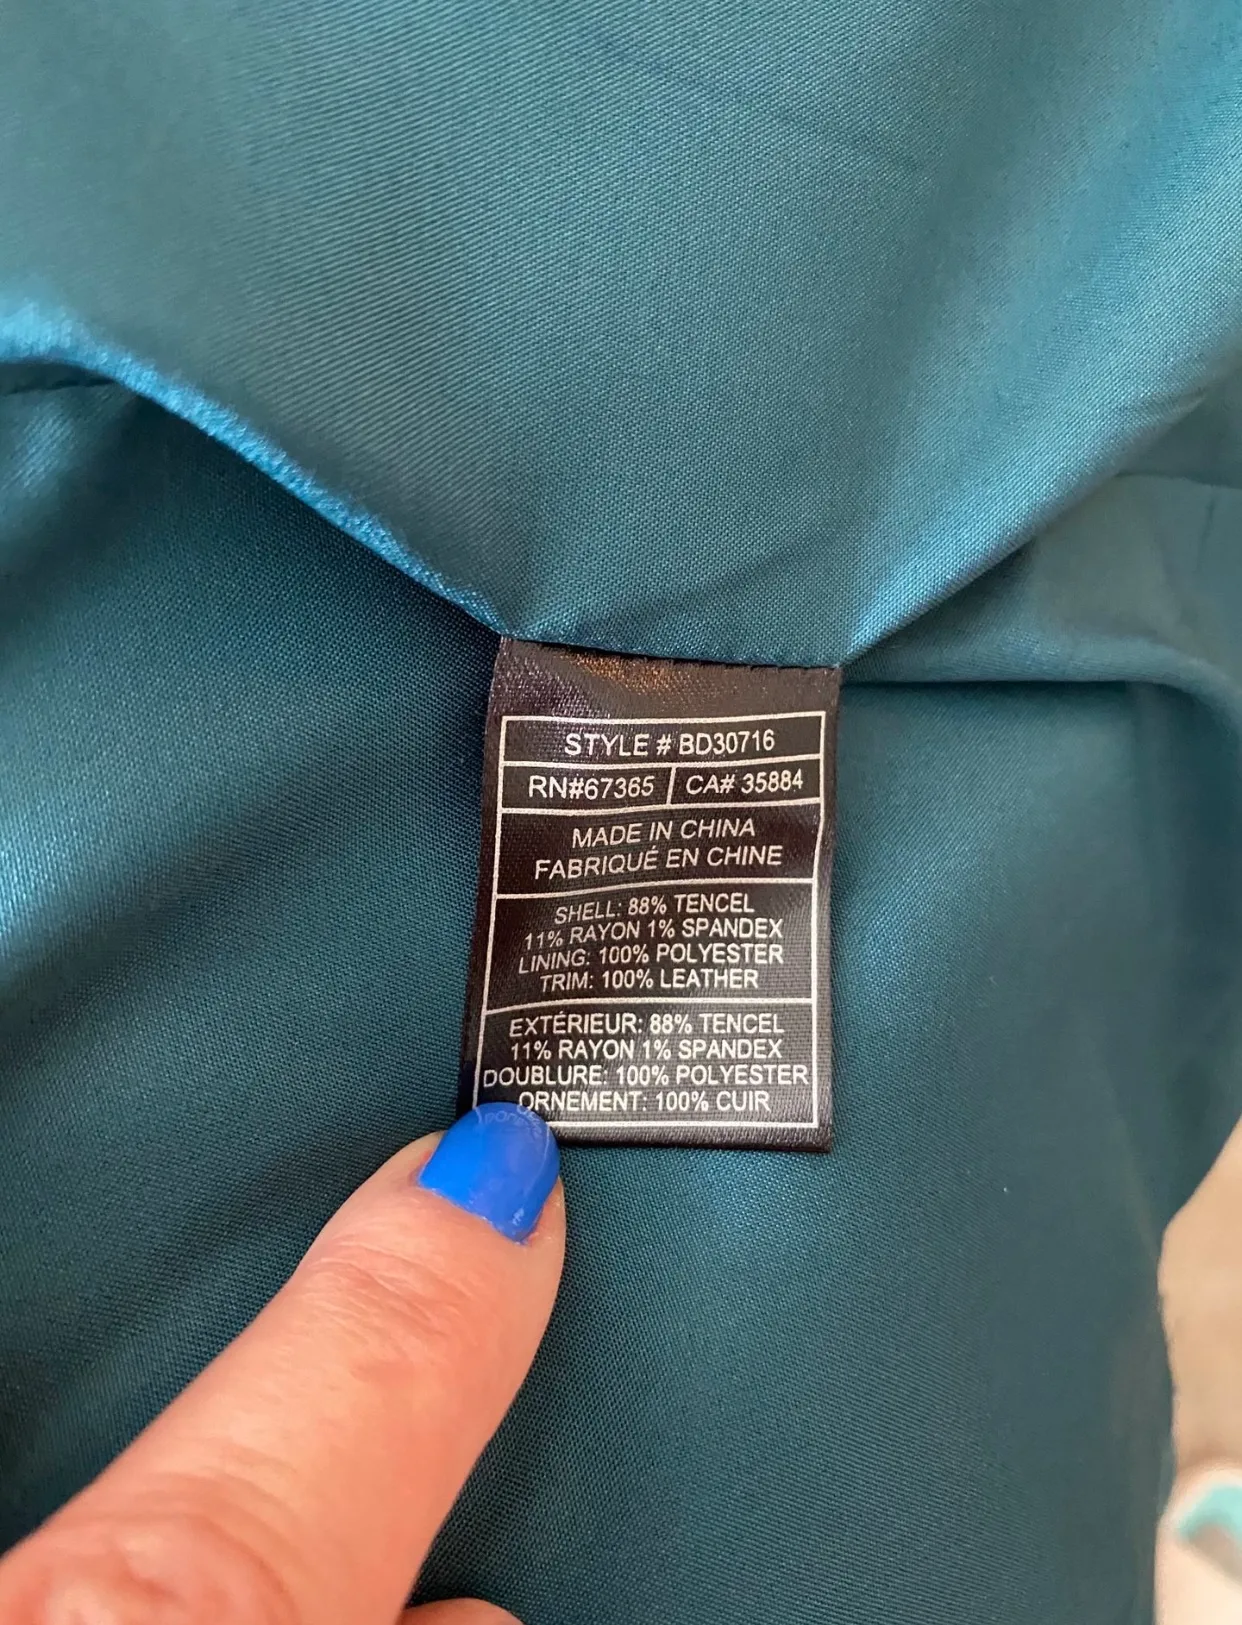 STYLE # BD30716
RN#67365 CA# 35884
MADE IN CHINA
FABRIQUÉ EN CHINE
SHELL: 88% TENCEL
11% RAYON 1% SPANDEX
LINING: 100% POLYESTER
TRIM: 100% LEATHER
EXTÉRIEUR: 88% TENCEL
11% RAYON 1% SPANDEX
DOUBLURE: 100% POLYESTER
ORNEMENT: 100% CUIR